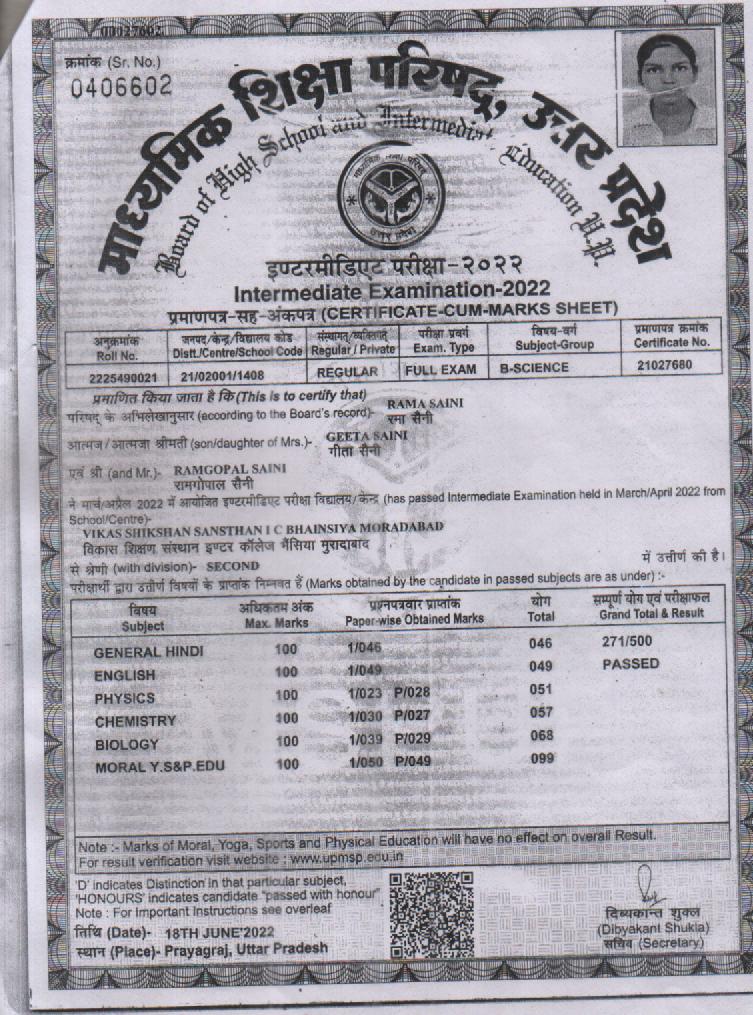 00027602
क्रमांक (Sr. No.)
0406602
माध्यमिक शिक्षा परिषद्, उत्तर प्रदेश
Board of High School and Intermediate Education U.P.
इण्टरमीडिएट परीक्षा-२०२२
Intermediate Examination-2022
प्रमाणपत्र-सह-अंकपत्र (CERTIFICATE-CUM-MARKS SHEET)
अनुक्रमांक जनपद/केन्द्र/विद्यालय कोड संस्थागत/व्यक्तिगत परीक्षा प्रवर्ग विषय-वर्ग प्रमाणपत्र क्रमांक
Roll No. Distt./Centre/School Code Regular / Private Exam. Type Subject-Group Certificate No.
2225490021 21/02001/1408 REGULAR FULL EXAM B-SCIENCE 21027680
प्रमाणित किया जाता है कि (This is to certify that)
परिषद् के अभिलेखानुसार (according to the Board's record)- RAMA SAINI
रमा सैनी
आत्मज/आत्मजा श्रीमती (son/daughter of Mrs.)- GEETA SAINI
गीता सैनी
एवं श्री (and Mr.)- RAMGOPAL SAINI
रामगोपाल सैनी
ने मार्च/अप्रैल 2022 में आयोजित इण्टरमीडिएट परीक्षा विद्यालय/केन्द्र (has passed Intermediate Examination held in March/April 2022 from
School/Centre)-
VIKAS SHIKSHAN SANSTHAN I C BHAINSIYA MORADABAD
विकास शिक्षण संस्थान इण्टर कॉलेज भैंसिया मुरादाबाद
में उत्तीर्ण की है।
से श्रेणी (with division)- SECOND
परीक्षार्थी द्वारा उत्तीर्ण विषयों के प्राप्तांक निम्नवत हैं (Marks obtained by the candidate in passed subjects are as under) :-
विषय अधिकतम अंक प्रश्नपत्रवार प्राप्तांक योग सम्पूर्ण योग एवं परीक्षाफल
Subject Max. Marks Paper-wise Obtained Marks Total Grand Total & Result
GENERAL HINDI 100 1/046 046 271/500
ENGLISH 100 1/049 049 PASSED
PHYSICS 100 1/023 P/028 051
CHEMISTRY 100 1/030 P/027 057
BIOLOGY 100 1/039 P/029 068
MORAL Y.S&P.EDU 100 1/050 P/049 099
Note :- Marks of Moral, Yoga, Sports and Physical Education will have no effect on overall Result.
For result verification visit website : www.upmsp.edu.in
'D' indicates Distinction in that particular subject,
'HONOURS' indicates candidate "passed with honour"
Note : For Important Instructions see overleaf
तिथि (Date)- 18TH JUNE'2022
स्थान (Place)- Prayagraj, Uttar Pradesh
दिब्यकान्त शुक्ल
(Dibyakant Shukla)
सचिव (Secretary)